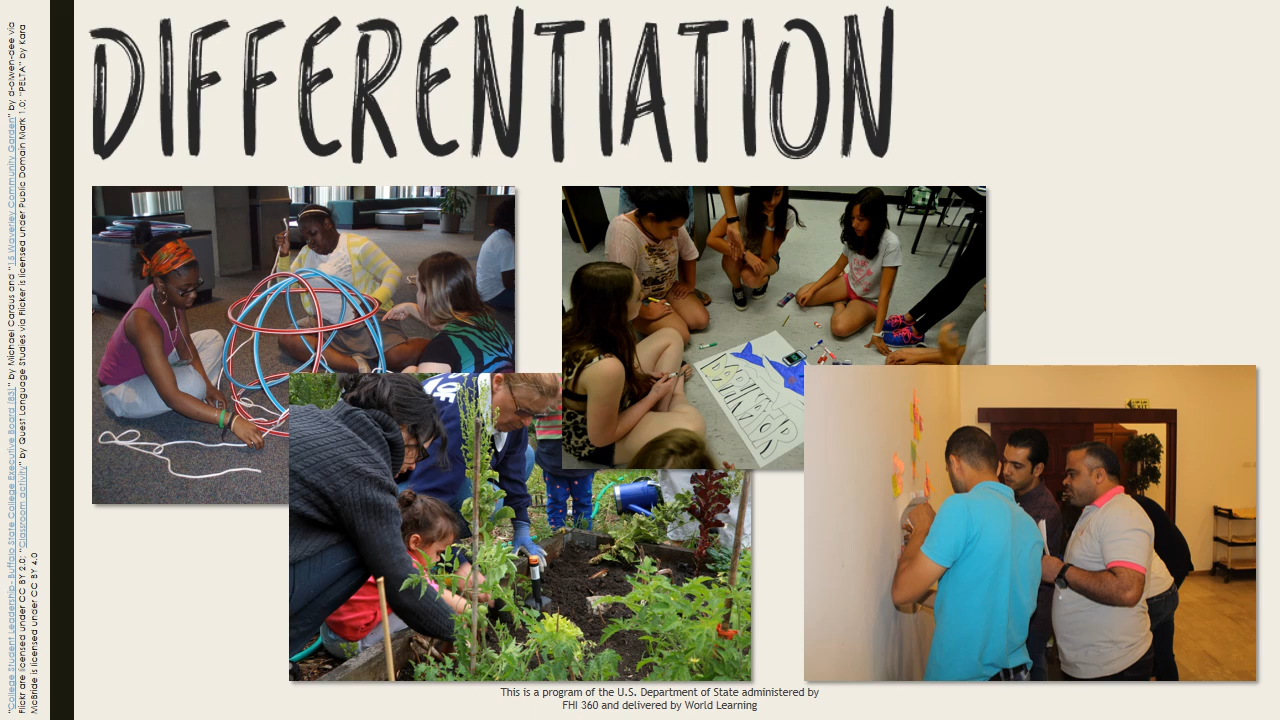 DIFFERENTIATION
"College Student Leadership- Buffalo State College Executive Board (83)" by Michael Carous and "15 Waverley Community Garden" by d-owen-dee via
Flickr are licensed under CC BY 2.0; "Classroom activity" by Quest Language Studies via Flicker is licensed under Public Domain Mark 1.0; "PELTA" by Kara
McBride is licensed under CC BY 4.0
EXIT
This is a program of the U.S. Department of State administered by
FHI 360 and delivered by World Learning